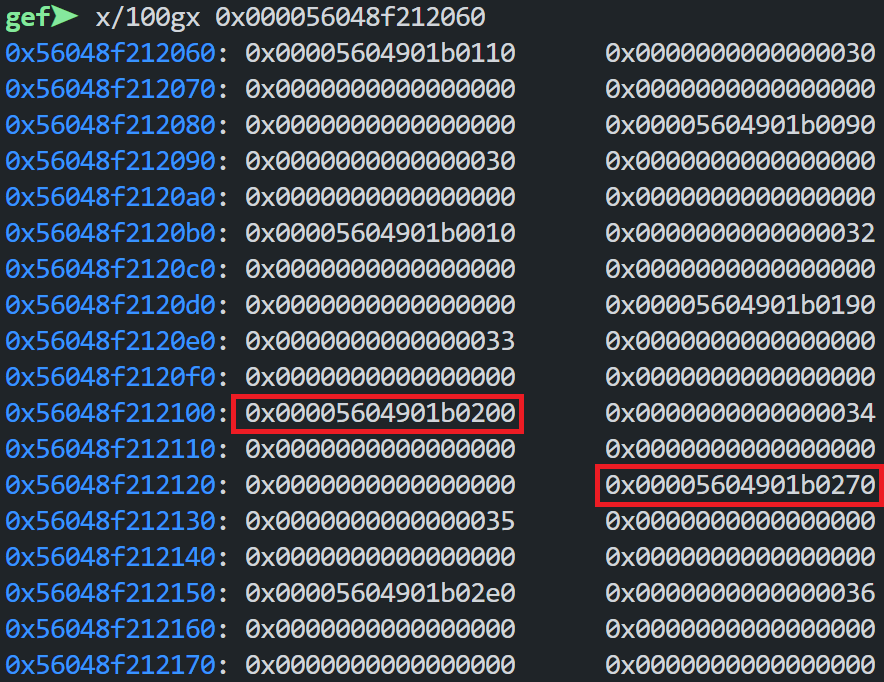 gef➤ x/100gx 0x000056048f212060
0x56048f212060: 0x00005604901b0110 0x0000000000000030
0x56048f212070: 0x0000000000000000 0x0000000000000000
0x56048f212080: 0x0000000000000000 0x00005604901b0090
0x56048f212090: 0x0000000000000030 0x0000000000000000
0x56048f2120a0: 0x0000000000000000 0x0000000000000000
0x56048f2120b0: 0x00005604901b0010 0x0000000000000032
0x56048f2120c0: 0x0000000000000000 0x0000000000000000
0x56048f2120d0: 0x0000000000000000 0x00005604901b0190
0x56048f2120e0: 0x0000000000000033 0x0000000000000000
0x56048f2120f0: 0x0000000000000000 0x0000000000000000
0x56048f212100: 0x00005604901b0200 0x0000000000000034
0x56048f212110: 0x0000000000000000 0x0000000000000000
0x56048f212120: 0x0000000000000000 0x00005604901b0270
0x56048f212130: 0x0000000000000035 0x0000000000000000
0x56048f212140: 0x0000000000000000 0x0000000000000000
0x56048f212150: 0x00005604901b02e0 0x0000000000000036
0x56048f212160: 0x0000000000000000 0x0000000000000000
0x56048f212170: 0x0000000000000000 0x0000000000000000